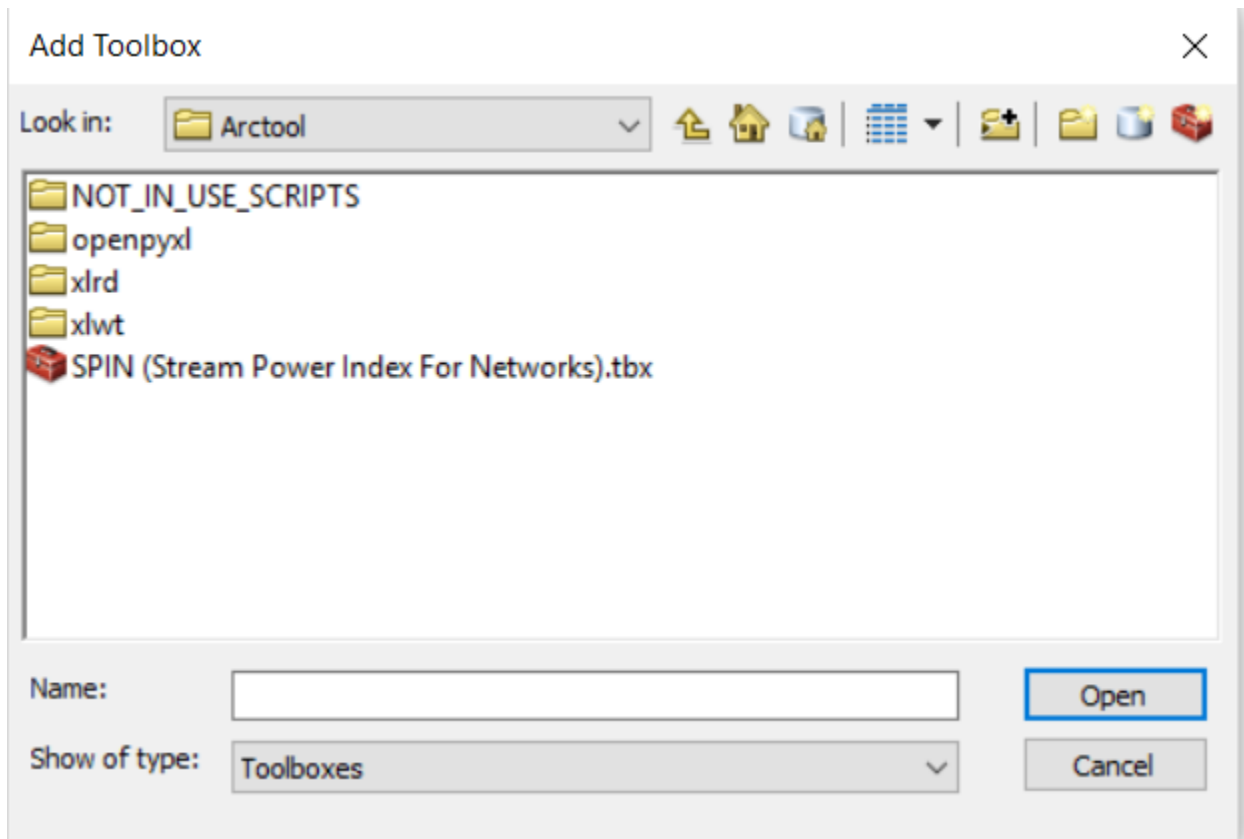 Add Toolbox
Look in: Arctool
NOT_IN_USE_SCRIPTS
openpyxl
xlrd
xlwt
SPIN (Stream Power Index For Networks).tbx
Name: Open
Show of type: Toolboxes Cancel